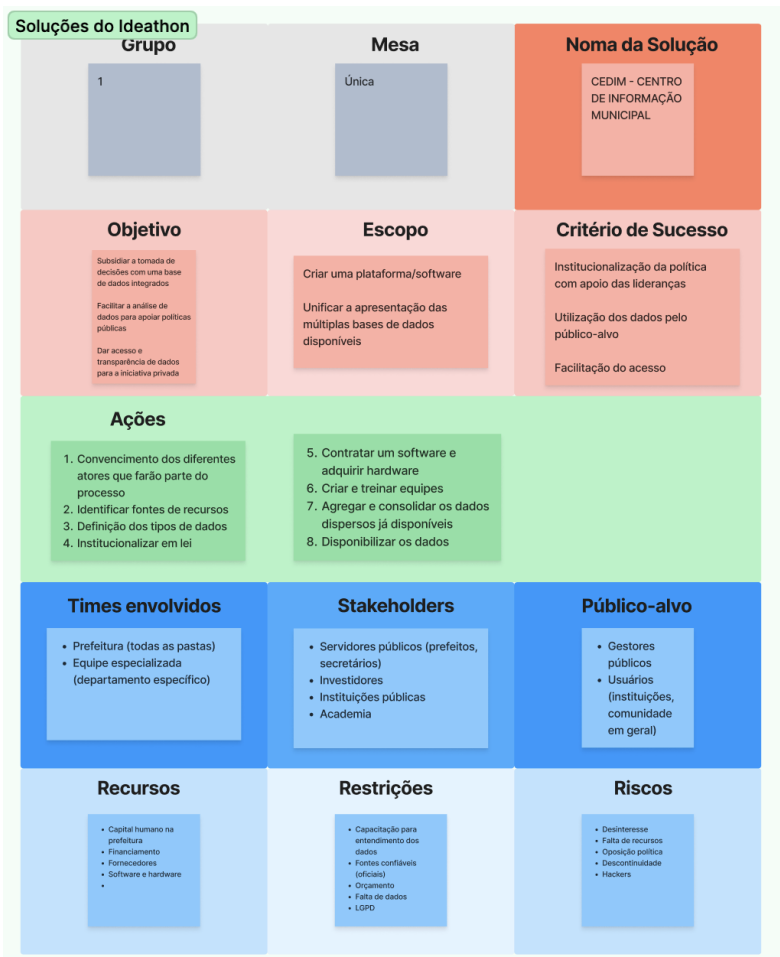 Soluções do Ideathon
Grupo
1
Mesa
Única
Noma da Solução
CEDIM - CENTRO
DE INFORMAÇÃO
MUNICIPAL
Objetivo
Subsidiar a tomada de
decisões com uma base
de dados integrados
Facilitar a análise de
dados para apoiar políticas
públicas
Dar acesso e
transparência de dados
para a iniciativa privada
Escopo
Criar uma plataforma/software
Unificar a apresentação das
múltiplas bases de dados
disponíveis
Critério de Sucesso
Institucionalização da política
com apoio das lideranças
Utilização dos dados pelo
público-alvo
Facilitação do acesso
Ações
1. Convencimento dos diferentes
atores que farão parte do
processo
2. Identificar fontes de recursos
3. Definição dos tipos de dados
4. Institucionalizar em lei
5. Contratar um software e
adquirir hardware
6. Criar e treinar equipes
7. Agregar e consolidar os dados
dispersos já disponíveis
8. Disponibilizar os dados
Times envolvidos
• Prefeitura (todas as pastas)
• Equipe especializada
(departamento específico)
Stakeholders
• Servidores públicos (prefeitos,
secretários)
• Investidores
• Instituições públicas
• Academia
Público-alvo
• Gestores
públicos
• Usuários
(instituições,
comunidade
em geral)
Recursos
• Capital humano na
prefeitura
• Financiamento
• Fornecedores
• Software e hardware
•
Restrições
• Capacitação para
entendimento dos
dados
• Fontes confiáveis
(oficiais)
• Orçamento
• Falta de dados
• LGPD
Riscos
• Desinteresse
• Falta de recursos
• Oposição política
• Descontinuidade
• Hackers